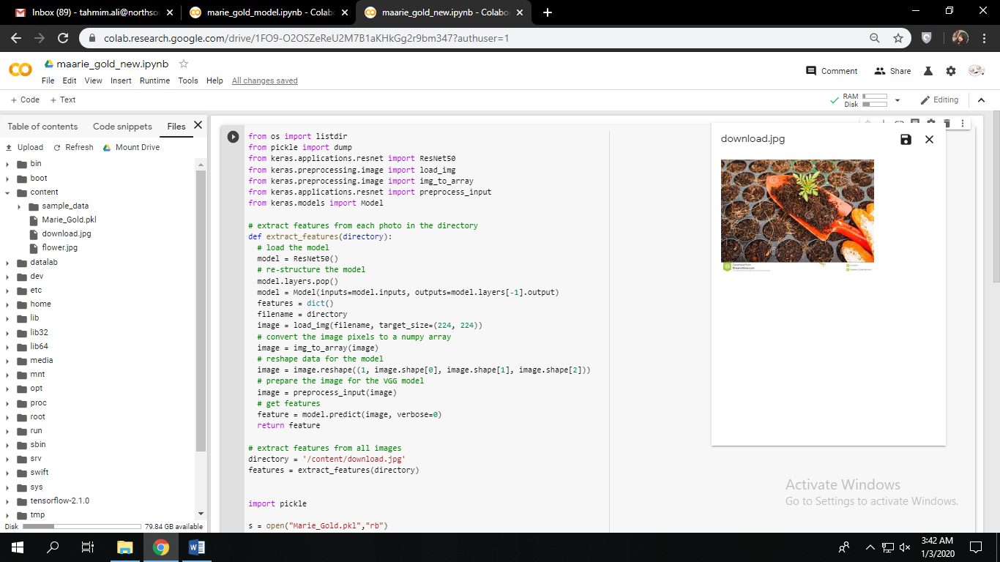 Inbox (89) - tahmim.ali@northsou
marie_gold_model.ipynb - Colabo
maarie_gold_new.ipynb - Colabor
colab.research.google.com/drive/1FO9-O2OSZeReU2M7B1aKHkGg2r9bm347?authuser=1
maarie_gold_new.ipynb
Comment
Share
File Edit View Insert Runtime Tools Help All changes saved
+ Code + Text
RAM
Disk
Editing
Table of contents Code snippets Files
Upload Refresh Mount Drive
bin
boot
content
sample_data
Marie_Gold.pkl
download.jpg
flower.jpg
datalab
dev
etc
home
lib
lib32
lib64
media
mnt
opt
proc
root
run
sbin
srv
swift
sys
tensorflow-2.1.0
tmp
Disk 79.84 GB available
from os import listdir
from pickle import dump
from keras.applications.resnet import ResNet50
from keras.preprocessing.image import load_img
from keras.preprocessing.image import img_to_array
from keras.applications.resnet import preprocess_input
from keras.models import Model
# extract features from each photo in the directory
def extract_features(directory):
# load the model
model = ResNet50()
# re-structure the model
model.layers.pop()
model = Model(inputs=model.inputs, outputs=model.layers[-1].output)
features = dict()
filename = directory
image = load_img(filename, target_size=(224, 224))
# convert the image pixels to a numpy array
image = img_to_array(image)
# reshape data for the model
image = image.reshape((1, image.shape[0], image.shape[1], image.shape[2]))
# prepare the image for the VGG model
image = preprocess_input(image)
# get features
feature = model.predict(image, verbose=0)
return feature
# extract features from all images
directory = '/content/download.jpg'
features = extract_features(directory)
import pickle
s = open("Marie_Gold.pkl","rb")
download.jpg
Activate Windows
Go to Settings to activate Windows.
3:42 AM
1/3/2020